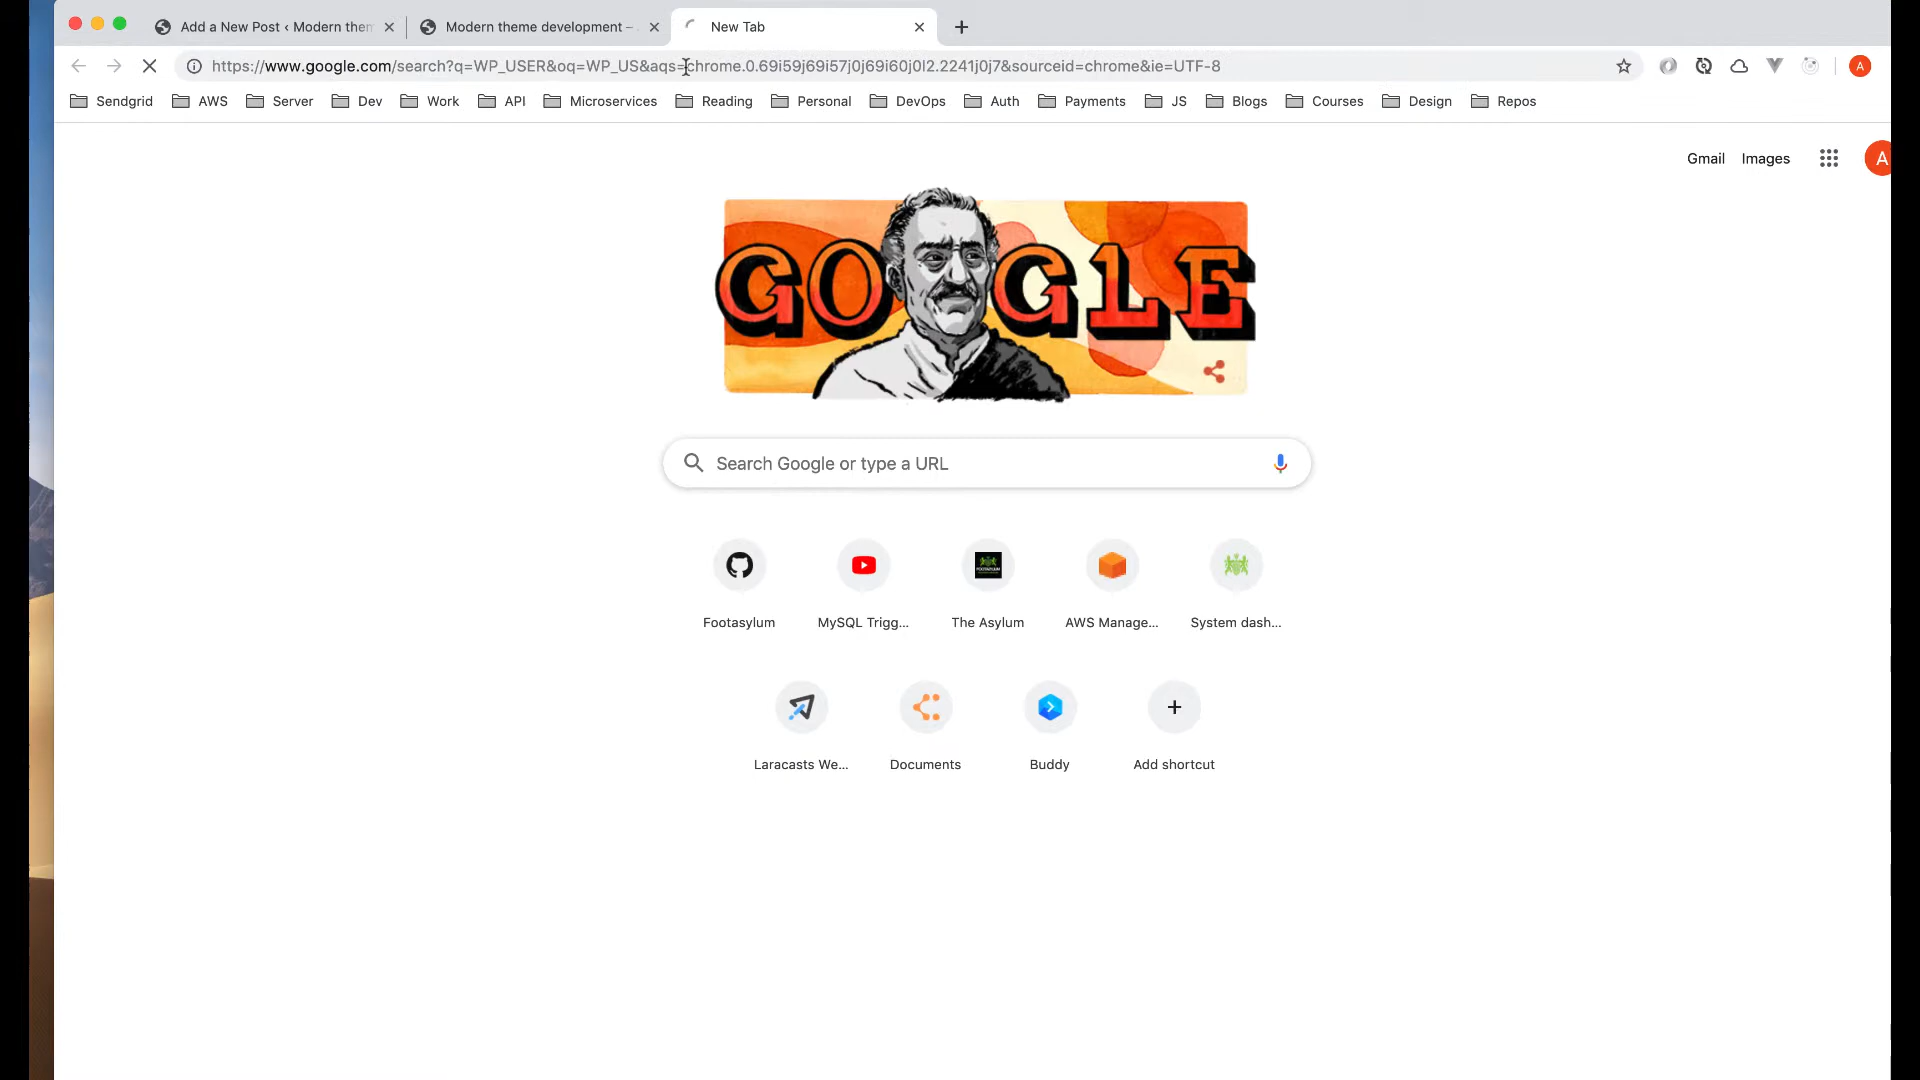 Add a New Post ‹ Modern them
Modern theme development –
New Tab
https://www.google.com/search?q=WP_USER&oq=WP_US&aqs=chrome.0.69i59j69i57j0j69i60j0l2.2241j0j7&sourceid=chrome&ie=UTF-8
A
Sendgrid AWS Server Dev Work API Microservices Reading Personal DevOps Auth Payments JS Blogs Courses Design Repos
Gmail Images A
GOOGLE
Search Google or type a URL
Footasylum MySQL Trigg... The Asylum AWS Manage... System dash...
Laracasts We... Documents Buddy Add shortcut